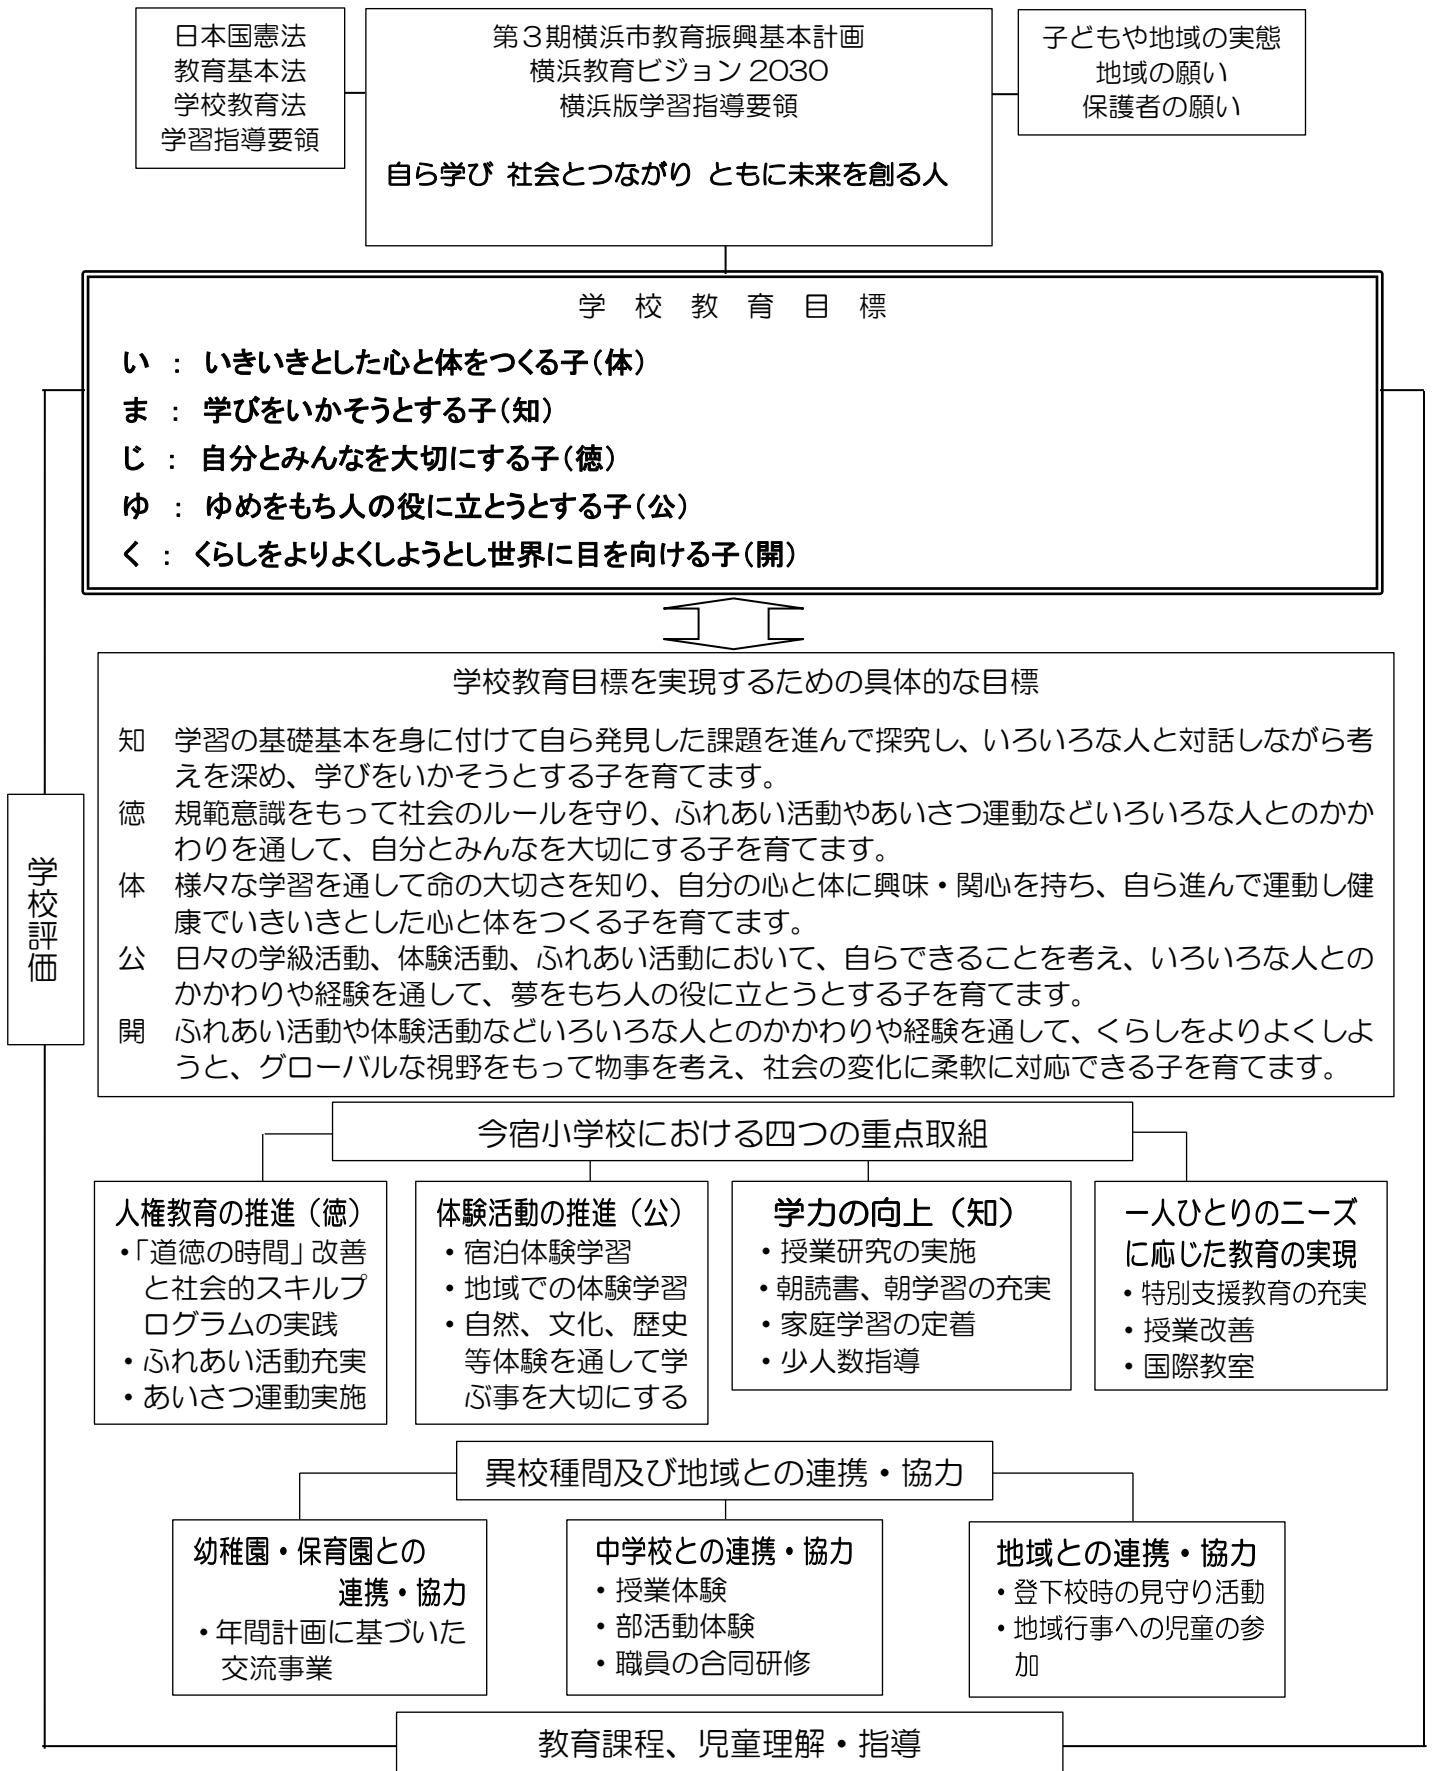 日本国憲法
教育基本法
学校教育法
学習指導要領
第3期横浜市教育振興基本計画
横浜教育ビジョン 2030
横浜版学習指導要領
自ら学び 社会とつながり ともに未来を創る人
子どもや地域の実態
地域の願い
保護者の願い
学 校 教 育 目 標
い : いきいきとした心と体をつくる子(体)
ま : 学びをいかそうとする子(知)
じ : 自分とみんなを大切にする子(徳)
ゆ : ゆめをもち人の役に立とうとする子(公)
く : くらしをよりよくしようとし世界に目を向ける子(開)
学校教育目標を実現するための具体的な目標
知 学習の基礎基本を身に付けて自ら発見した課題を進んで探究し、いろいろな人と対話しながら考
えを深め、学びをいかそうとする子を育てます。
徳 規範意識をもって社会のルールを守り、ふれあい活動やあいさつ運動などいろいろな人とのかか
わりを通して、自分とみんなを大切にする子を育てます。
体 様々な学習を通して命の大切さを知り、自分の心と体に興味・関心を持ち、自ら進んで運動し健
康でいきいきとした心と体をつくる子を育てます。
公 日々の学級活動、体験活動、ふれあい活動において、自らできることを考え、いろいろな人との
かかわりや経験を通して、夢をもち人の役に立とうとする子を育てます。
開 ふれあい活動や体験活動などいろいろな人とのかかわりや経験を通して、くらしをよりよくしよ
うと、グローバルな視野をもって物事を考え、社会の変化に柔軟に対応できる子を育てます。
学校評価
今宿小学校における四つの重点取組
人権教育の推進(徳)
・「道徳の時間」改善
と社会的スキルプ
ログラムの実践
・ふれあい活動充実
・あいさつ運動実施
体験活動の推進(公)
・宿泊体験学習
・地域での体験学習
・自然、文化、歴史
等体験を通して学
ぶ事を大切にする
学力の向上(知)
・授業研究の実施
・朝読書、朝学習の充実
・家庭学習の定着
・少人数指導
一人ひとりのニーズ
に応じた教育の実現
・特別支援教育の充実
・授業改善
・国際教室
異校種間及び地域との連携・協力
幼稚園・保育園との
連携・協力
・年間計画に基づいた
交流事業
中学校との連携・協力
・授業体験
・部活動体験
・職員の合同研修
地域との連携・協力
・登下校時の見守り活動
・地域行事への児童の参
加
教育課程、児童理解・指導